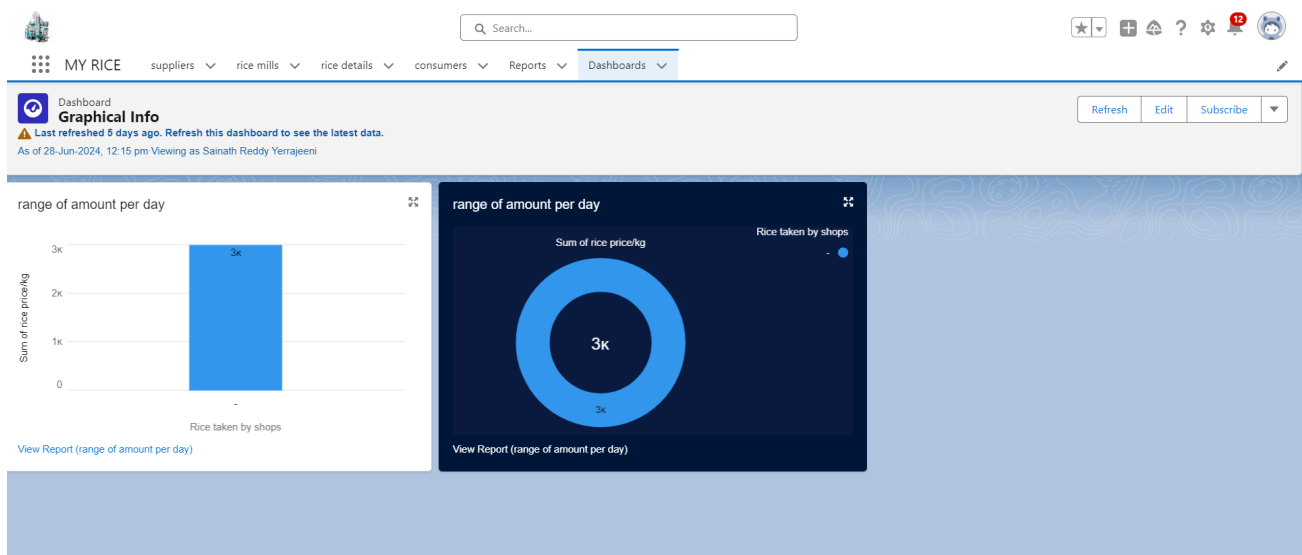 Search...
12
MY RICE suppliers rice mills rice details consumers Reports Dashboards
Dashboard
Graphical Info
Last refreshed 5 days ago. Refresh this dashboard to see the latest data.
As of 28-Jun-2024, 12:15 pm·Viewing as Sainath Reddy Yerrajeeni
Refresh Edit Subscribe
range of amount per day
Sum of rice price/kg
3K
2K
1K
0
3K
-
Rice taken by shops
View Report (range of amount per day)
range of amount per day
Sum of rice price/kg
Rice taken by shops
-
3K
3K
View Report (range of amount per day)